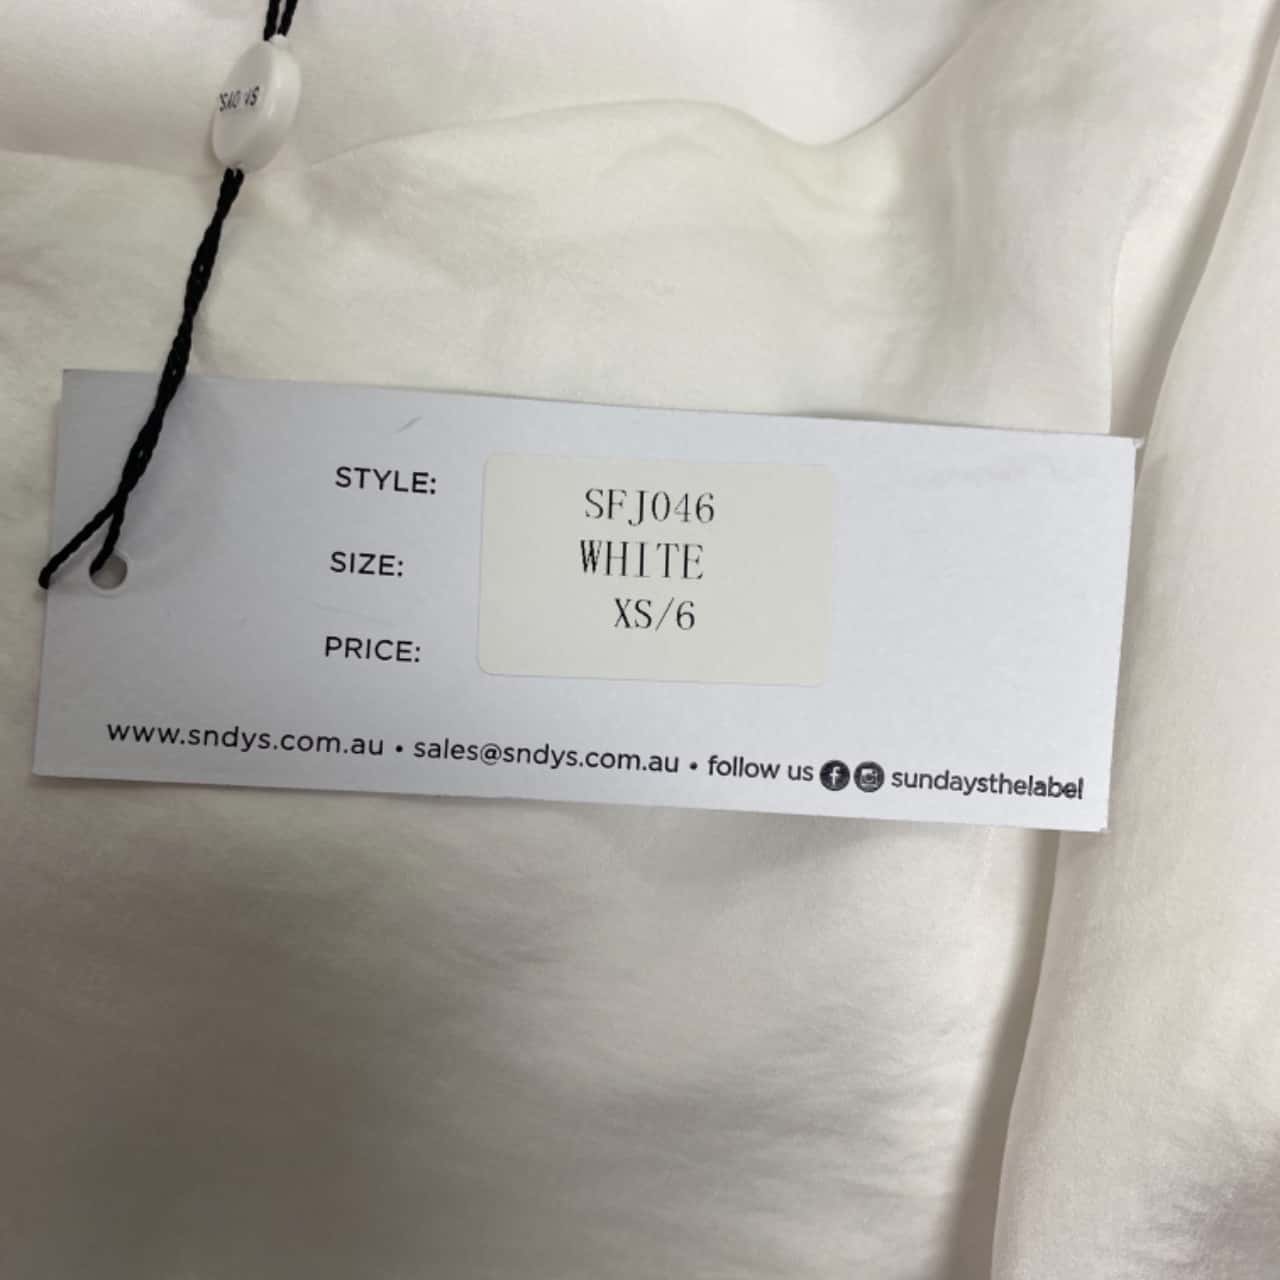 STYLE: SFJ046
WHITE
SIZE: XS/6
PRICE:
www.sndys.com.au • sales@sndys.com.au • follow us sundaysthelabel